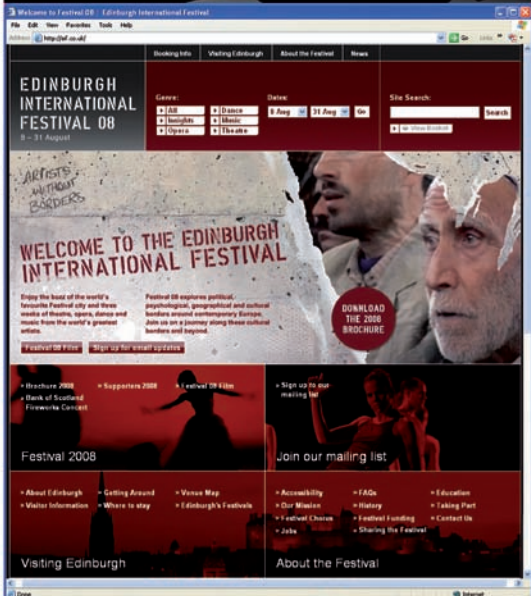 Welcome to Festival 08 : Edinburgh International Festival
File Edit View Favorites Tools Help
Address http://eif.co.uk/ Go Links
Booking Info Visiting Edinburgh About the Festival News
EDINBURGH
INTERNATIONAL
FESTIVAL 08
8 – 31 August
Genre:
All Dance
Insights Music
Opera Theatre
Dates:
8 Aug 31 Aug Go
Site Search:
Search
View Basket
ARTISTS
WITHOUT
BORDERS
WELCOME TO THE EDINBURGH
INTERNATIONAL FESTIVAL
Enjoy the buzz of the world's
favourite Festival city and three
weeks of theatre, opera, dance and
music from the world's greatest
artists.
Festival 08 explores political,
psychological, geographical and cultural
borders around contemporary Europe.
Join us on a journey along these cultural
borders and beyond.
Festival 08 Film Sign up for email updates
DOWNLOAD
THE 2008
BROCHURE
» Brochure 2008 » Supporters 2008 » Festival 08 Film
» Bank of Scotland
Fireworks Concert
Festival 2008
» Sign up to our
mailing list
Join our mailing list
» About Edinburgh » Getting Around » Venue Map
» Visitor Information » Where to stay » Edinburgh's Festivals
Visiting Edinburgh
» Accessibility » FAQs » Education
» Our Mission » History » Taking Part
» Festival Chorus » Festival Funding » Contact Us
» Jobs » Sharing the Festival
About the Festival
Done Internet